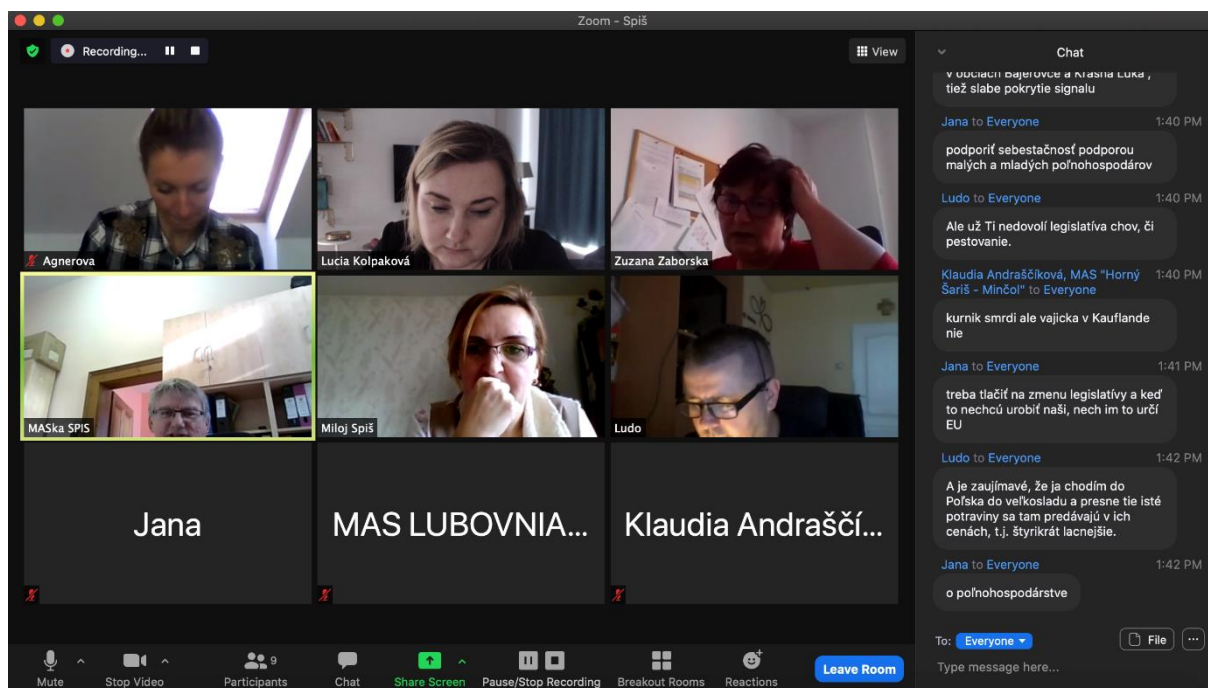 Zoom - Spiš
Recording...
View
Agnerova
Lucia Kolpaková
Zuzana Zaborska
MASka SPIS
Miloj Spiš
Ludo
Jana
MAS LUBOVNIA...
Klaudia Andraščí...
Mute
Stop Video
9
Participants
Chat
Share Screen
Pause/Stop Recording
Breakout Rooms
Reactions
Leave Room
Chat
v obciach Bajerovce a Krásna Lúka ,
tiež slabe pokrytie signalu
Jana to Everyone 1:40 PM
podporiť sebestačnosť podporou
malých a mladých poľnohospodárov
Ludo to Everyone 1:40 PM
Ale už Ti nedovolí legislatíva chov, či
pestovanie.
Klaudia Andraščíková, MAS "Horný 1:40 PM
Šariš - Minčol" to Everyone
kurnik smrdi ale vajicka v Kauflande
nie
Jana to Everyone 1:41 PM
treba tlačiť na zmenu legislatívy a keď
to nechcú urobiť naši, nech im to určí
EU
Ludo to Everyone 1:42 PM
A je zaujímavé, že ja chodím do
Poľska do veľkosladu a presne tie isté
potraviny sa tam predávajú v ich
cenách, t.j. štyrikrát lacnejšie.
Jana to Everyone 1:42 PM
o poľnohospodárstve
To: Everyone
File
Type message here...